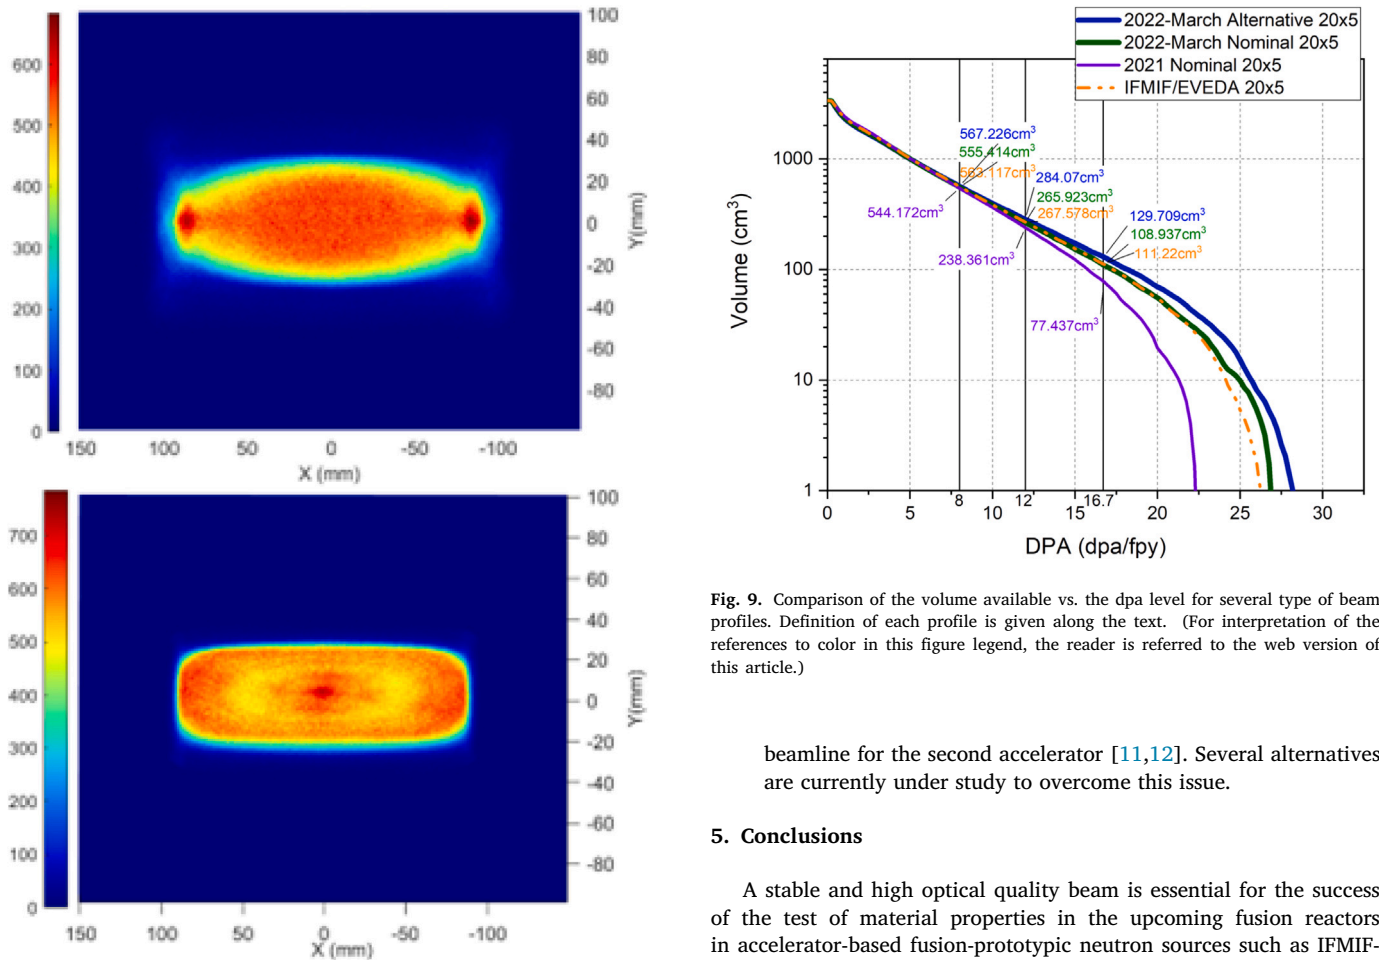 600
500
400
300
200
100
0
100
80
60
40
20
0
-20
-40
-60
-80
Y(mm)
150
100
50
0
-50
-100
X (mm)
700
600
500
400
300
200
100
0
100
80
60
40
20
0
-20
-40
-60
-80
Y(mm)
150
100
50
0
-50
-100
X (mm)
2022-March Alternative 20x5
2022-March Nominal 20x5
2021 Nominal 20x5
IFMIF/EVEDA 20x5
1000
100
10
1
Volume (cm³)
567.226cm³
555.414cm³
563.117cm³
544.172cm³
284.07cm³
265.923cm³
267.578cm³
238.361cm³
129.709cm³
108.937cm³
111.22cm³
77.437cm³
0
5
8
10
12
15
16.7
20
25
30
DPA (dpa/fpy)
Fig. 9. Comparison of the volume available vs. the dpa level for several type of beam
profiles. Definition of each profile is given along the text. (For interpretation of the
references to color in this figure legend, the reader is referred to the web version of
this article.)
beamline for the second accelerator [11,12]. Several alternatives
are currently under study to overcome this issue.
5. Conclusions
A stable and high optical quality beam is essential for the success
of the test of material properties in the upcoming fusion reactors
in accelerator-based fusion-prototypic neutron sources such as IFMIF-